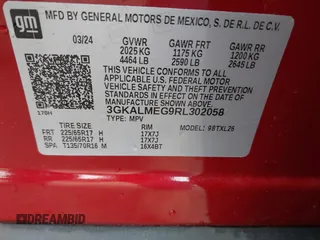 gm
MFD BY GENERAL MOTORS DE MEXICO, S. DE R.L. DE C.V.
03/24 GVWR GAWR FRT GAWR RR
2025 KG 1175 KG 1200 KG
4464 LB 2590 LB 2645 LB
THIS VEHICLE CONFORMS TO ALL APPLICABLE U.S. FEDERAL MOTOR VEHICLE SAFETY, BUMPER, AND THEFT PREVENTION STANDARDS IN EFFECT ON THE DATE OF MANUFACTURE SHOWN ABOVE.
3GKALMEG9RL302058
TYPE: MPV MODEL:
TIRE SIZE RIM
FRT 225/65R17 H 17X7J
RR 225/65R17 H 17X7J
SPA T135/70R16 M 16X4BT
DREAMBID